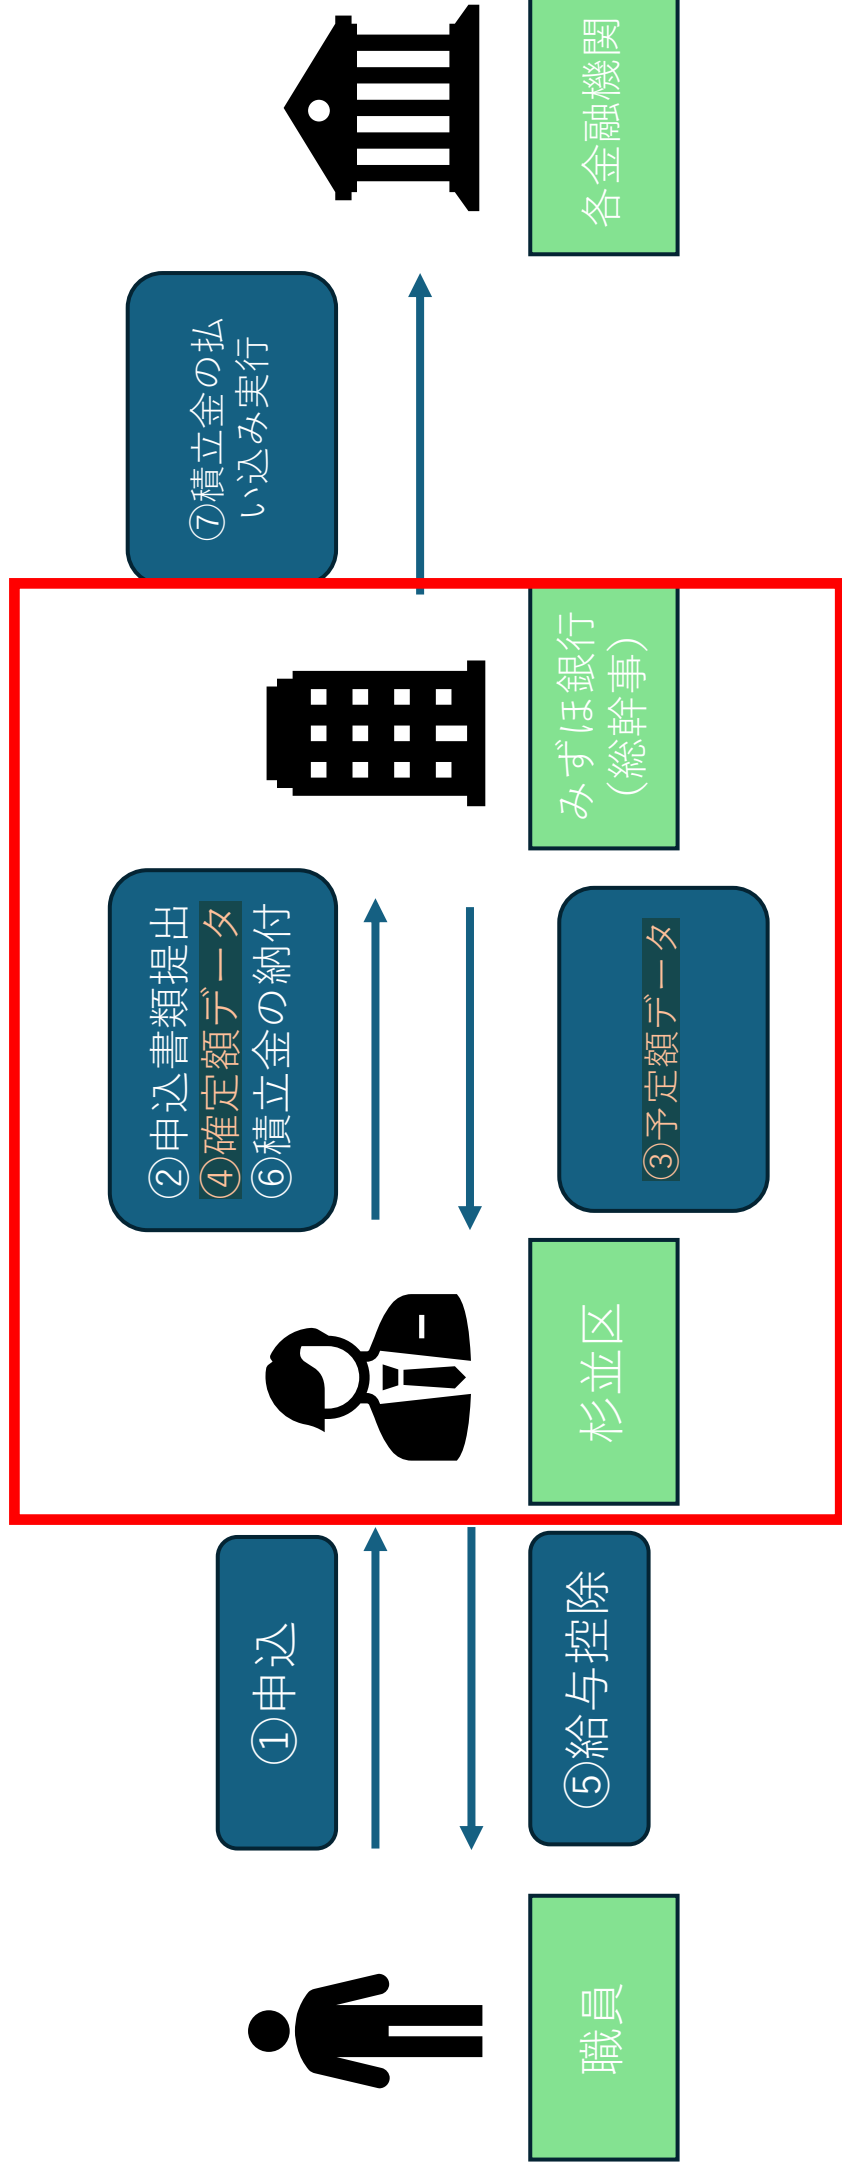 職員
①申込
⑤給与控除
杉並区
②申込書類提出
④確定額データ
⑥積立金の納付
③予定額データ
みずほ銀行
（総幹事）
⑦積立金の払
い込み実行
各金融機関